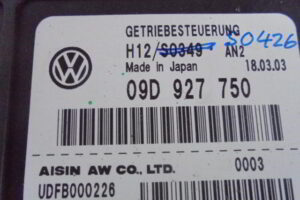 GETRIEBESTEUERUNG
H12/S0349 AN2 S0426
Made in Japan 18.03.03
09D 927 750
AISIN AW CO., LTD. 0003
UDFB000226